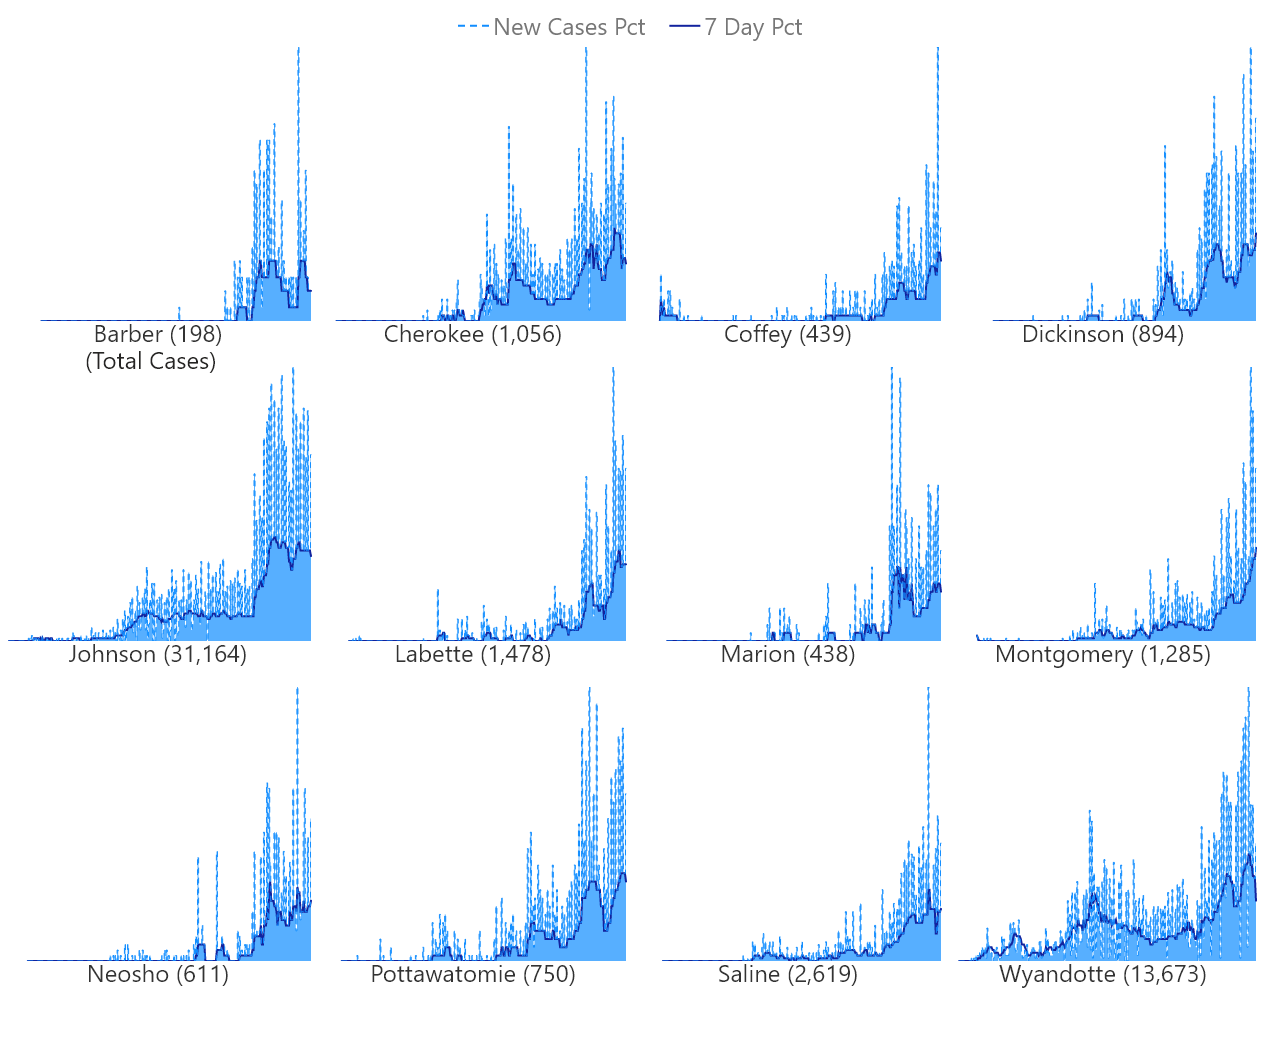 New Cases Pct 7 Day Pct
Barber (198) Cherokee (1,056) Coffey (439) Dickinson (894)
(Total Cases)
Johnson (31,164) Labette (1,478) Marion (438) Montgomery (1,285)
Neosho (611) Pottawatomie (750) Saline (2,619) Wyandotte (13,673)